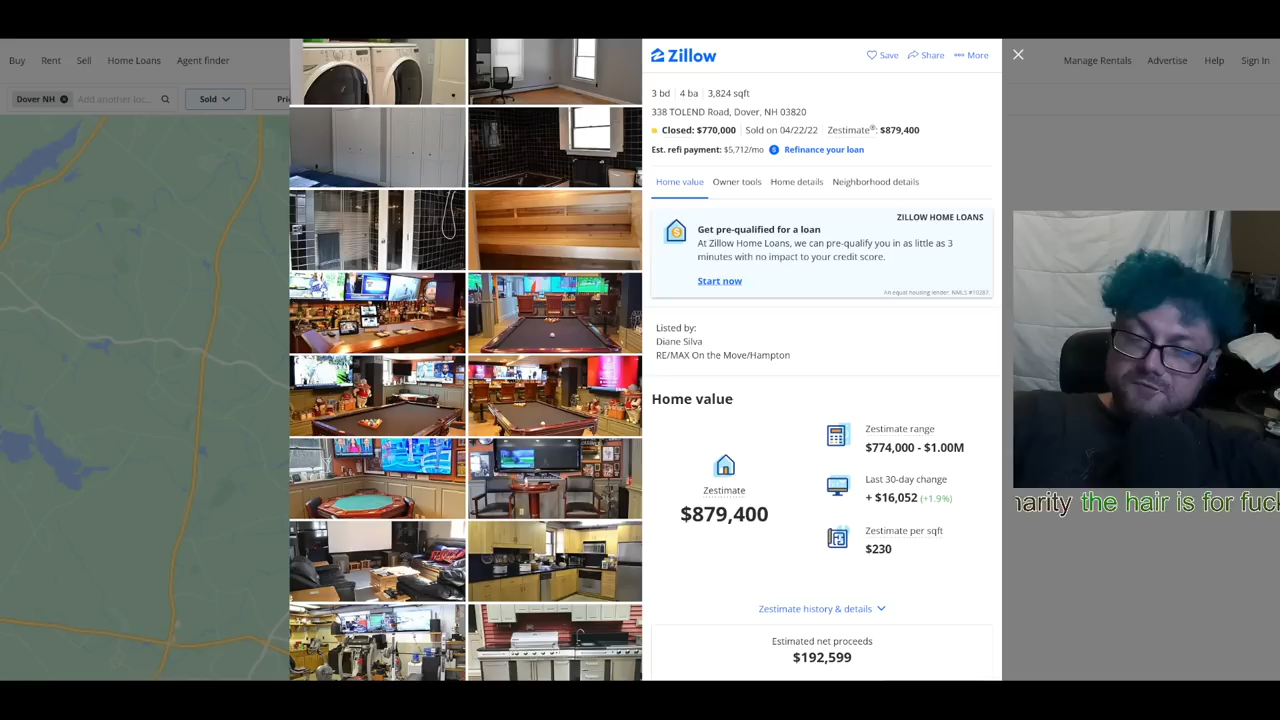 Buy Rent Sell Home Loans Agent finder
Manage Rentals Advertise Help Sign In
Dover NH
Add another loc...
Sold
Zillow
Save Share More
3 bd 4 ba 3,824 sqft
338 TOLEND Road, Dover, NH 03820
Closed: $770,000 Sold on 04/22/22 Zestimate®: $879,400
Est. refi payment: $5,712/mo $ Refinance your loan
Home value Owner tools Home details Neighborhood details
ZILLOW HOME LOANS
Get pre-qualified for a loan
At Zillow Home Loans, we can pre-qualify you in as little as 3
minutes with no impact to your credit score.
Start now
An equal housing lender. NMLS #10287.
Listed by:
Diane Silva
RE/MAX On the Move/Hampton
Home value
Zestimate
$879,400
Zestimate range
$774,000 - $1.00M
Last 30-day change
+ $16,052 (+1.9%)
Zestimate per sqft
$230
Zestimate history & details
Estimated net proceeds
$192,599
the hair is for